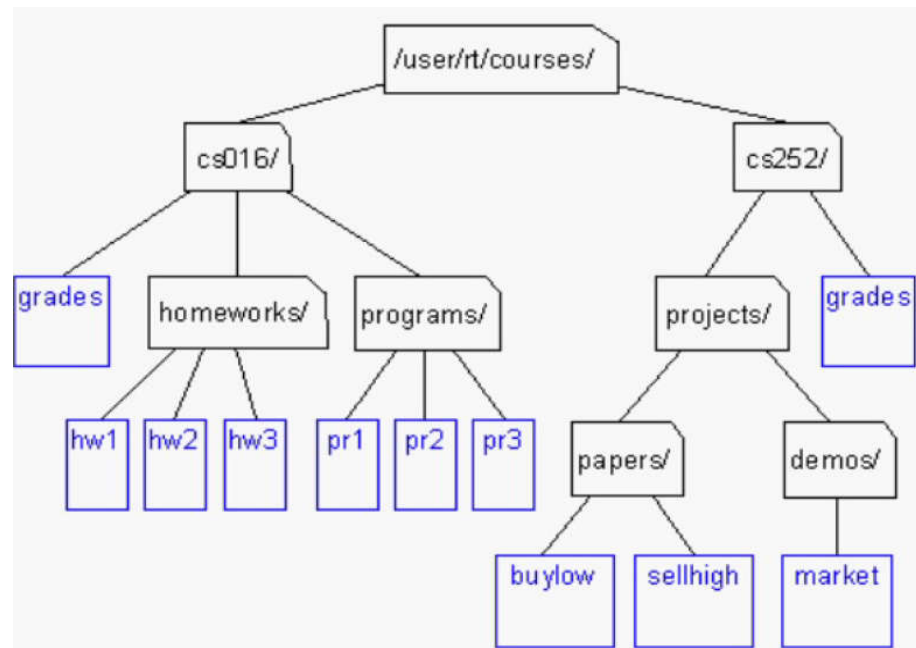 /user/rt/courses/
cs016/
cs252/
grades
homeworks/
programs/
projects/
grades
hw1
hw2
hw3
pr1
pr2
pr3
papers/
demos/
buylow
sellhigh
market